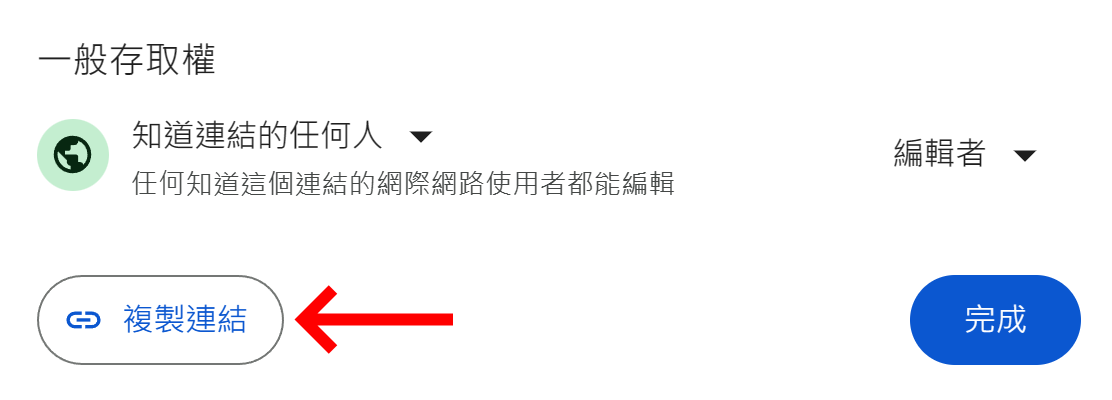 一般存取權
知道連結的任何人
編輯者
任何知道這個連結的網際網路使用者都能編輯
複製連結
完成